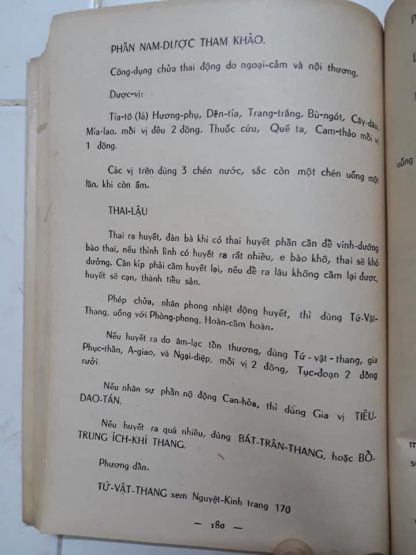 PHẦN NAM-DƯỢC THAM KHẢO.
Công-dụng chửa thai động do ngoại-cảm và nội thương.
Dược-vị:
Tía-tô (lá) Hương-phụ, Dền-tía, Trang-trắng, Bù-ngót, Cây-dâu,
Mía-lao, mỗi vị đều 2 đồng. Thuốc cứu, Quế ta, Cam-thảo mỗi vị
1 đồng.
Các vị trên dùng 3 chén nước, sắc còn một chén uống một
lần, khi còn ấm.
THAI-LẬU
Thai ra huyết, đàn bà khi có thai huyết phần cần để vinh-dưỡng
bào thai, nếu thình lình có huyết ra rất nhiều, e bào khô, thai sẽ khó
dưỡng. Cần kíp phải cầm huyết lại, nếu để ra lâu không cầm lại được,
huyết sẽ cạn, thành tiểu sản.
Phép chửa, nhân phong nhiệt động huyết, thì dùng Tứ-Vật-
Thang, uống với Phòng-phong, Hoàn-cầm hoàn.
Nếu huyết ra do âm-lạc tồn thương, dùng Tứ-vật-thang, gia
Phục-thần, A-giao, và Ngại-diệp, mỗi vị 2 đồng, Tục-đoạn 2 đồng
rưởi.
Nếu nhân sự phần nộ động Can-hỏa, thì dùng Gia vị TIÊU-
DAO-TÁN.
Nếu huyết ra quá nhiều, dùng BÁT-TRÂN-THANG, hoặc BỔ-
TRUNG ÍCH-KHÍ THANG.
Phương dẫn.
TỨ-VẬT-THANG xem Nguyệt-Kinh trang 170
— 180 —